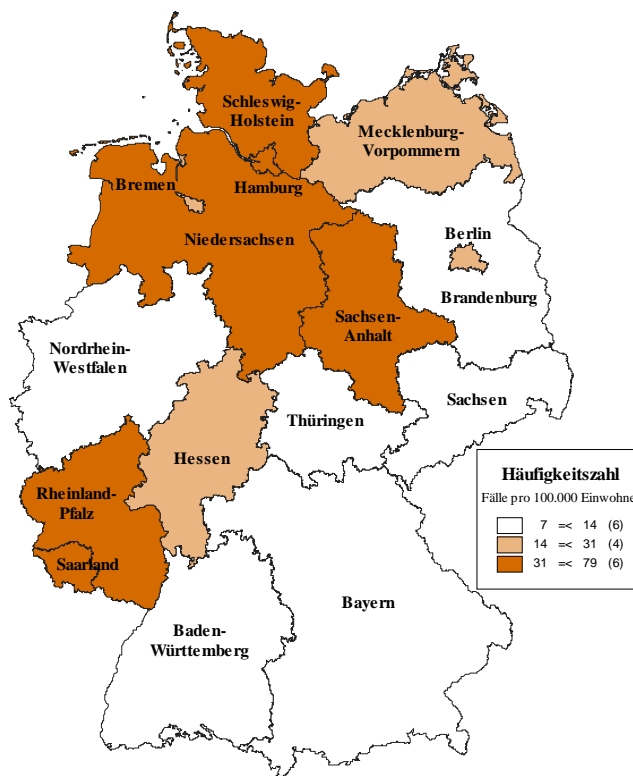 Schleswig-
Holstein
Mecklenburg-
Vorpommern
Bremen
Hamburg
Niedersachsen
Berlin
Brandenburg
Sachsen-
Anhalt
Nordrhein-
Westfalen
Sachsen
Thüringen
Hessen
Rheinland-
Pfalz
Saarland
Bayern
Baden-
Württemberg
Häufigkeitszahl
Fälle pro 100.000 Einwohne
7 =< 14 (6)
14 =< 31 (4)
31 =< 79 (6)